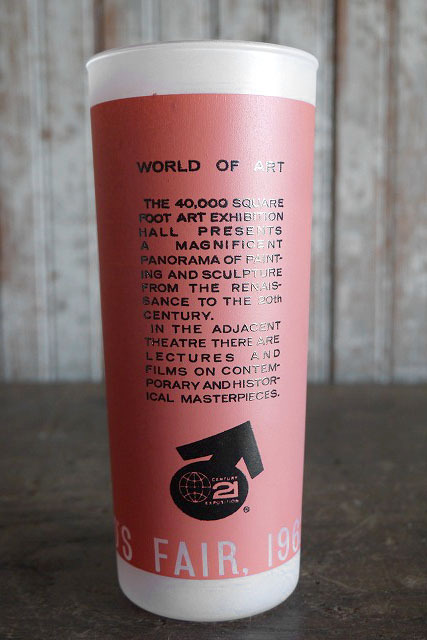 WORLD OF ART
THE 40,000 SQUARE
FOOT ART EXHIBITION
HALL PRESENTS
A MAGNIFICENT
PANORAMA OF PAINT-
ING AND SCULPTURE
FROM THE RENAIS-
SANCE TO THE 20th
CENTURY.
IN THE ADJACENT
THEATRE THERE ARE
LECTURES AND
FILMS ON CONTEM-
PORARY AND HISTOR-
ICAL MASTERPIECES.
CENTURY
21
EXPOSITION
®
'S FAIR, 196